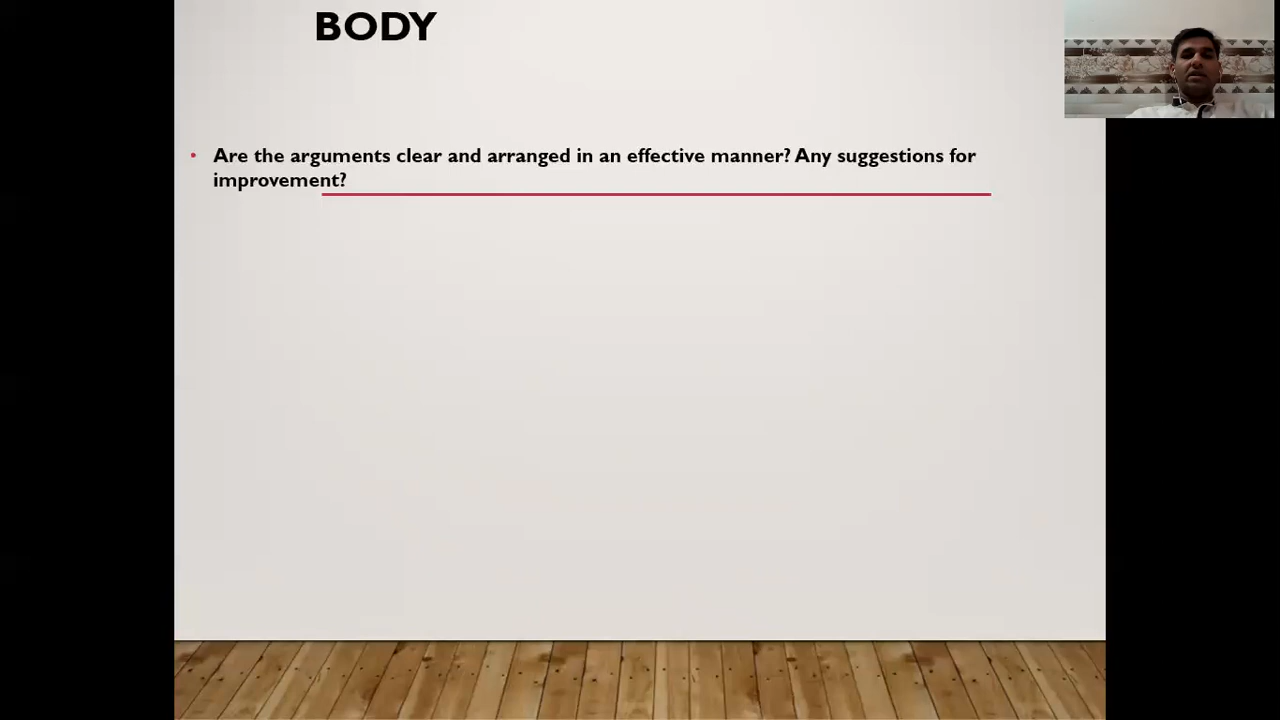 BODY
• Are the arguments clear and arranged in an effective manner? Any suggestions for
improvement?